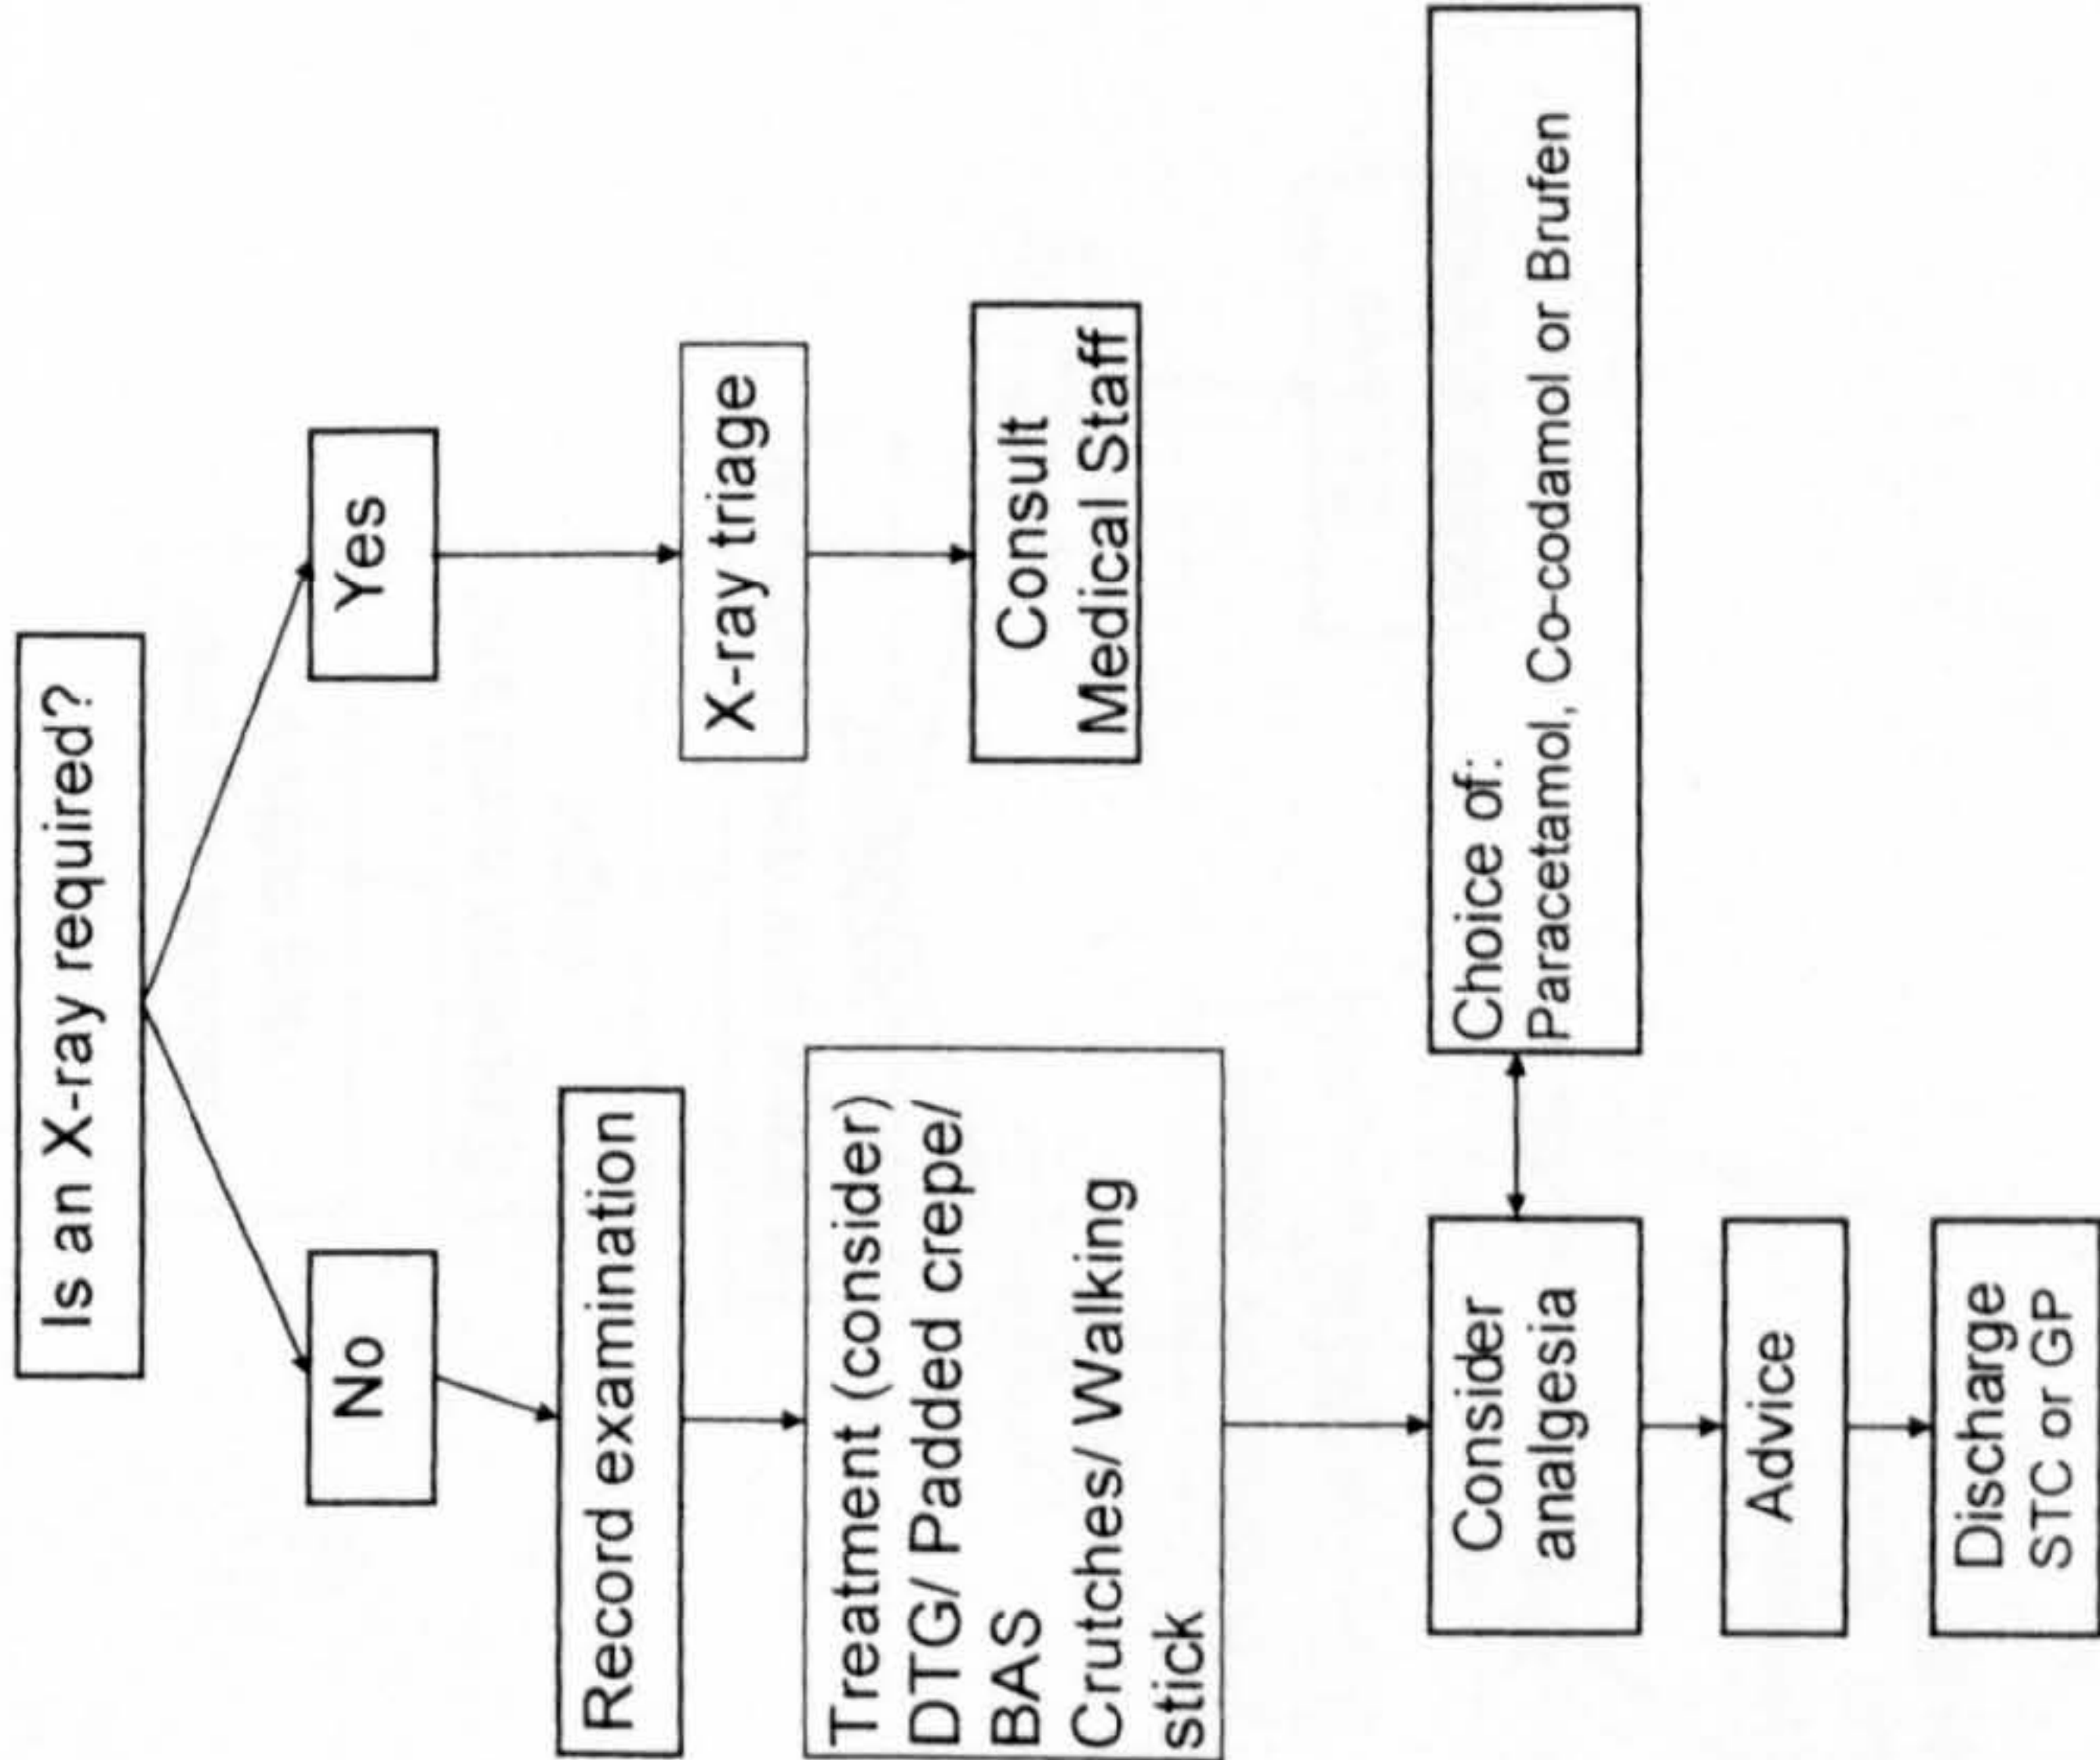 Is an X-ray required?
No
Yes
Record examination
X-ray triage
Treatment (consider)
DTG/ Padded crepe/
BAS
Crutches/ Walking
stick
Consult
Medical Staff
Consider
analgesia
Choice of:
Paracetamol, Co-codamol or Brufen
Advice
Discharge
STC or GP